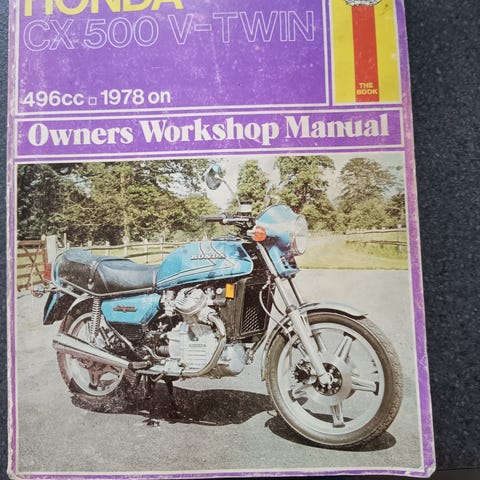 HONDA
CX 500 V-TWIN
THE
BOOK
496cc □ 1978 on
Owners Workshop Manual
HONDA